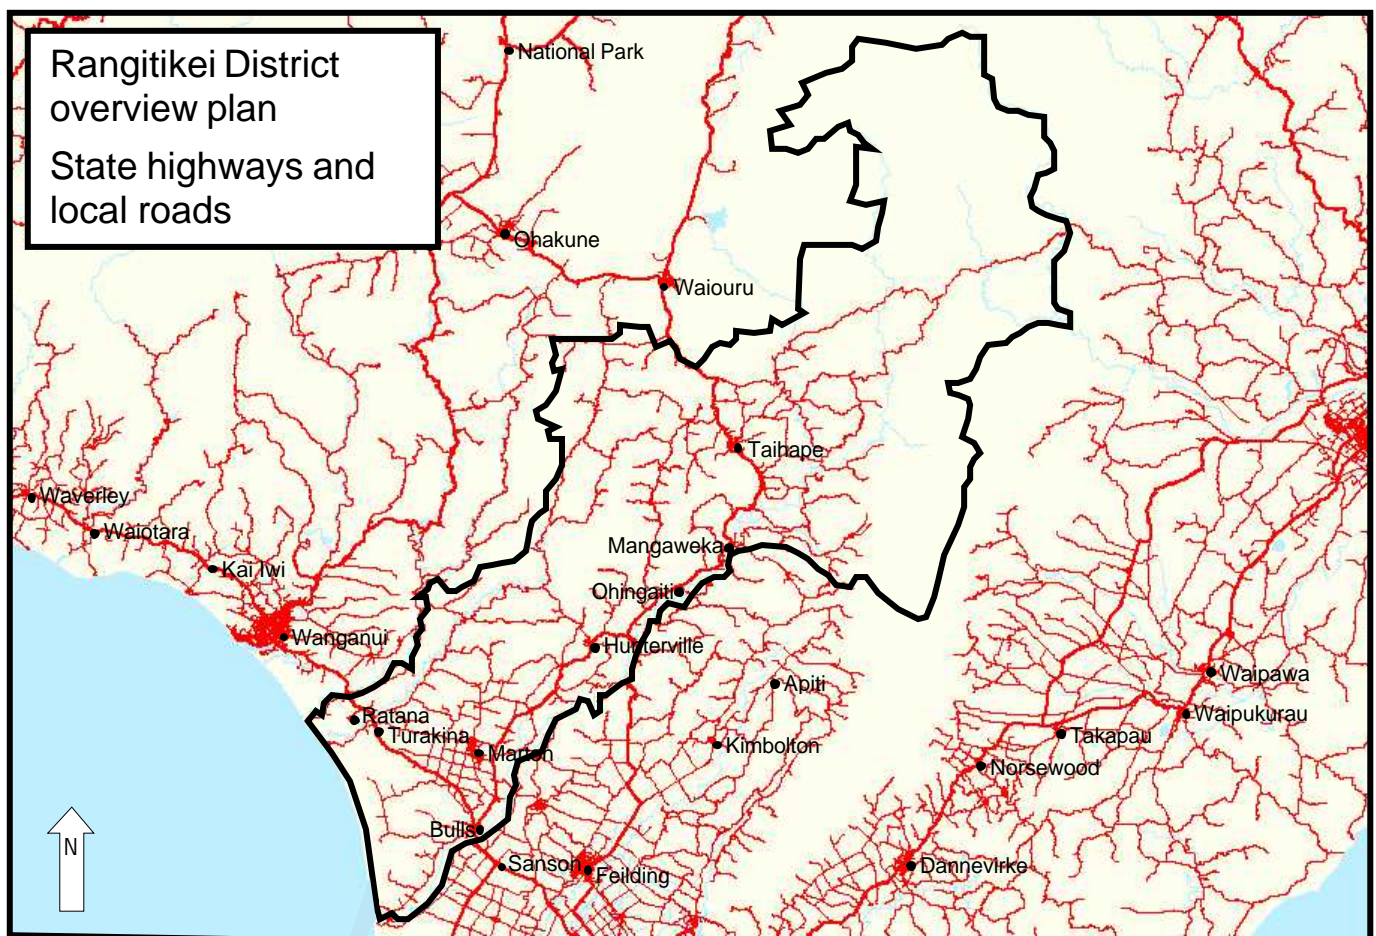 Rangitikei District
overview plan
State highways and
local roads
National Park
Ohakune
Waiouru
Taihape
Waverley
Waiotara
Mangaweka
Kai Iwi
Ohingaiti
Wanganui
Hunterville
Apiti
Waipawa
Ratana
Waipukurau
Turakina
Takapau
Kimbolton
Marton
Norsewood
Bulls
N
Sanson
Feilding
Dannevirke